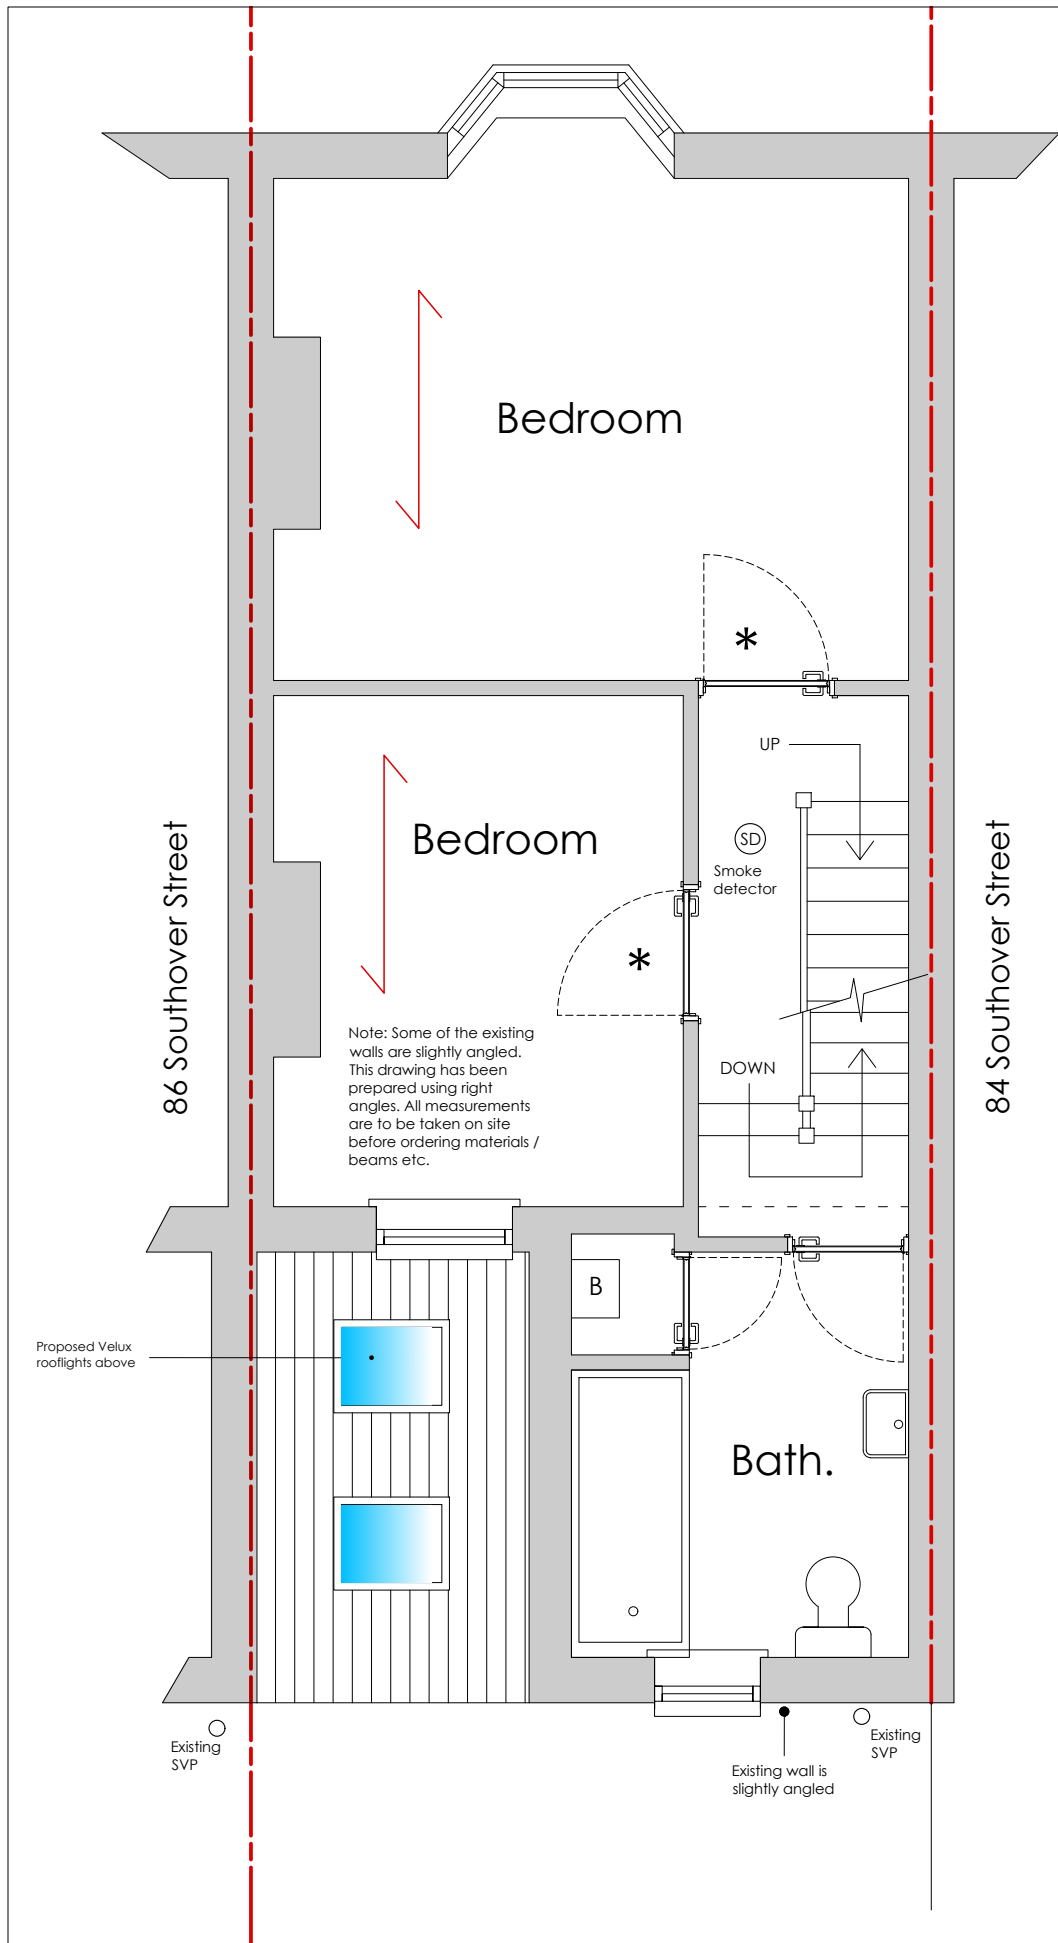 Bedroom
*
UP
SD
Smoke
detector
Bedroom
*
86 Southover Street
84 Southover Street
Note: Some of the existing
walls are slightly angled.
This drawing has been
prepared using right
angles. All measurements
are to be taken on site
before ordering materials /
beams etc.
DOWN
B
Proposed Velux
rooflights above
Bath.
Existing
SVP
Existing
SVP
Existing wall is
slightly angled